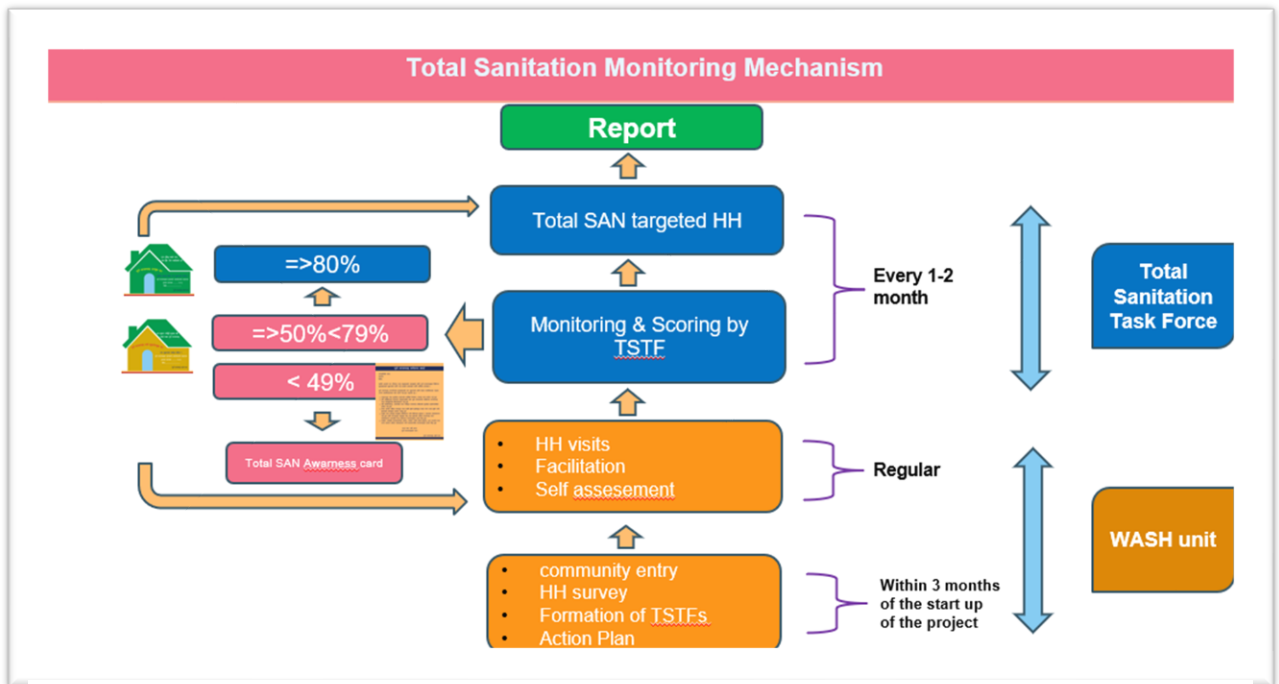 Total Sanitation Monitoring Mechanism
Report
Total SAN targeted HH
=>80%
Every 1-2
month
Total
Sanitation
Task Force
Monitoring & Scoring by
TSTF
=>50%<79%
< 49%
Total SAN Awarness card
• HH visits
• Facilitation
• Self assesement
Regular
WASH unit
• community entry
• HH survey
• Formation of TSTFs
• Action Plan
Within 3 months
of the start up
of the project